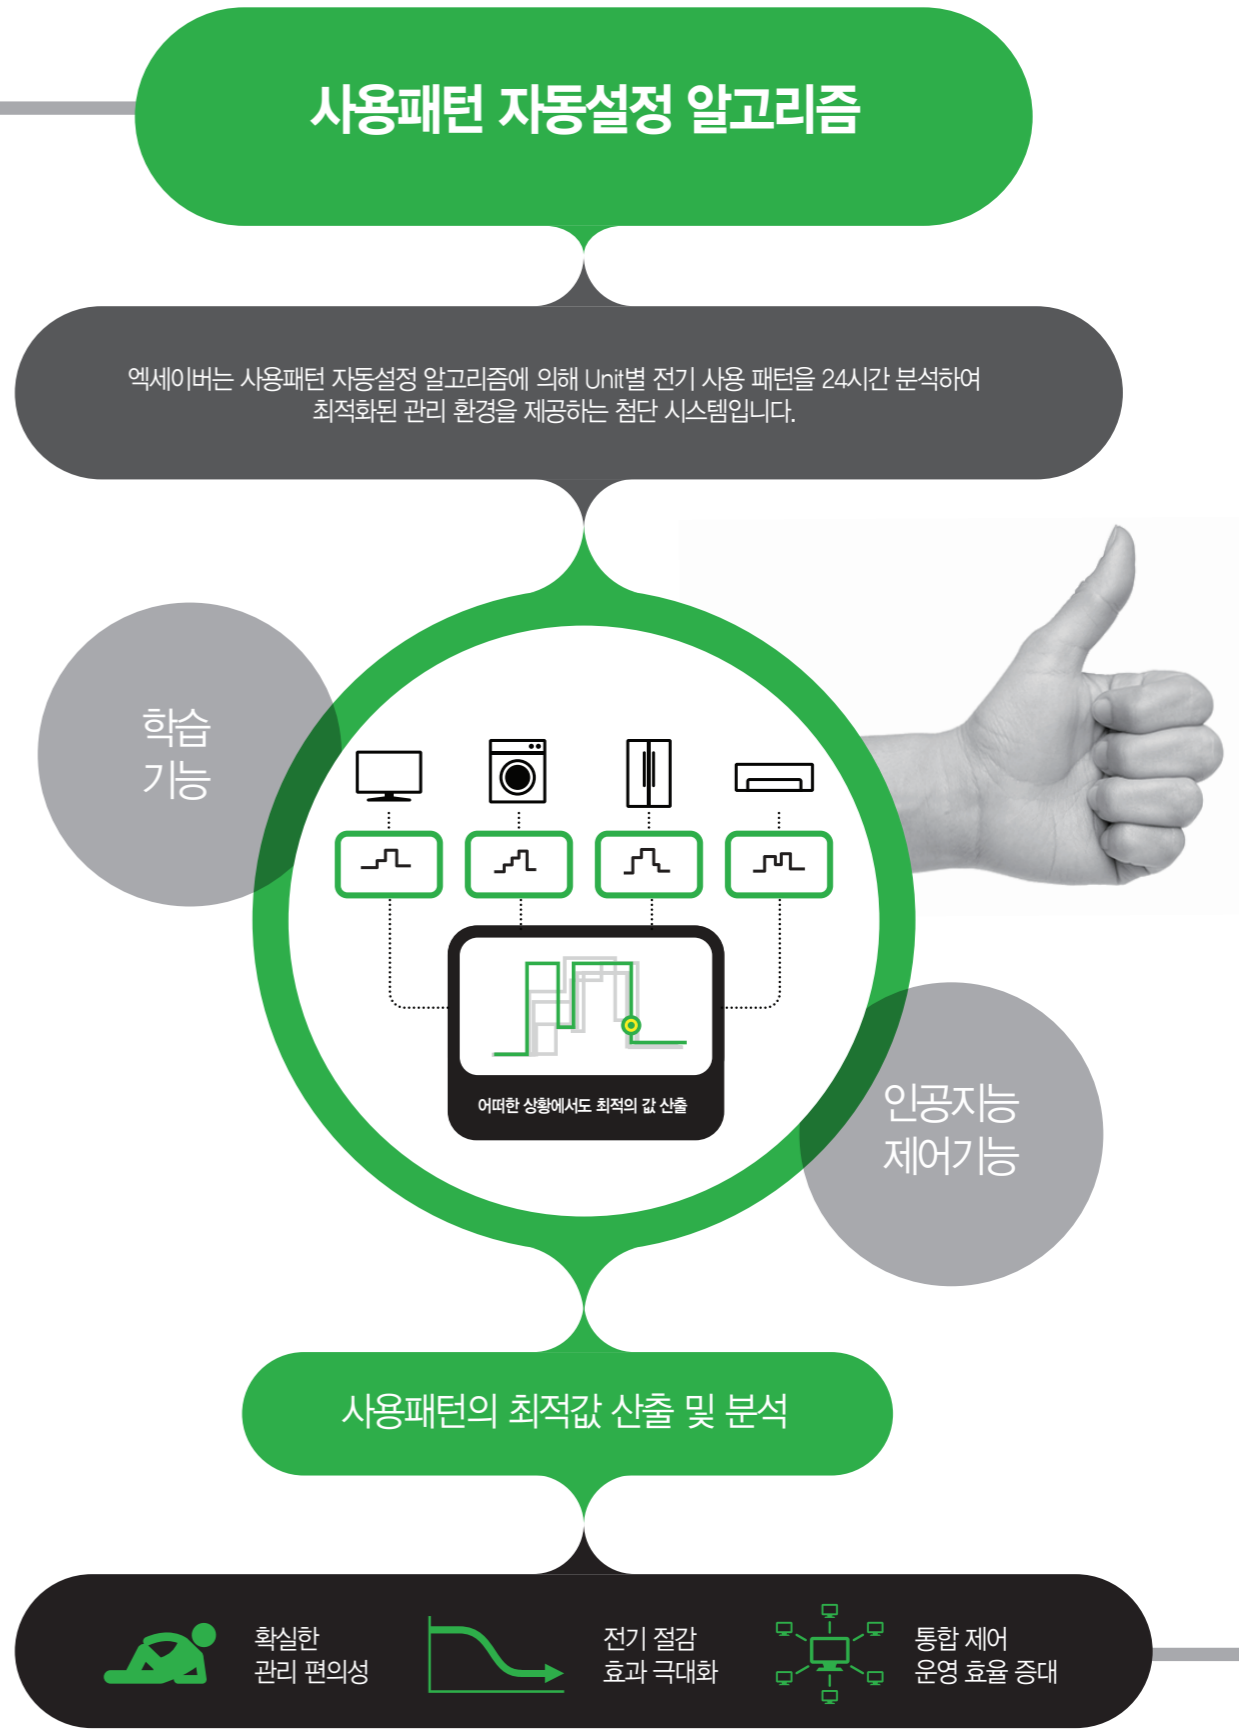 사용패턴 자동설정 알고리즘
엑세이버는 사용패턴 자동설정 알고리즘에 의해 Unit별 전기 사용 패턴을 24시간 분석하여
최적화된 관리 환경을 제공하는 첨단 시스템입니다.
학습
기능
어떠한 상황에서도 최적의 값 산출
인공지능
제어기능
사용패턴의 최적값 산출 및 분석
확실한
관리 편의성
전기 절감
효과 극대화
통합 제어
운영 효율 증대